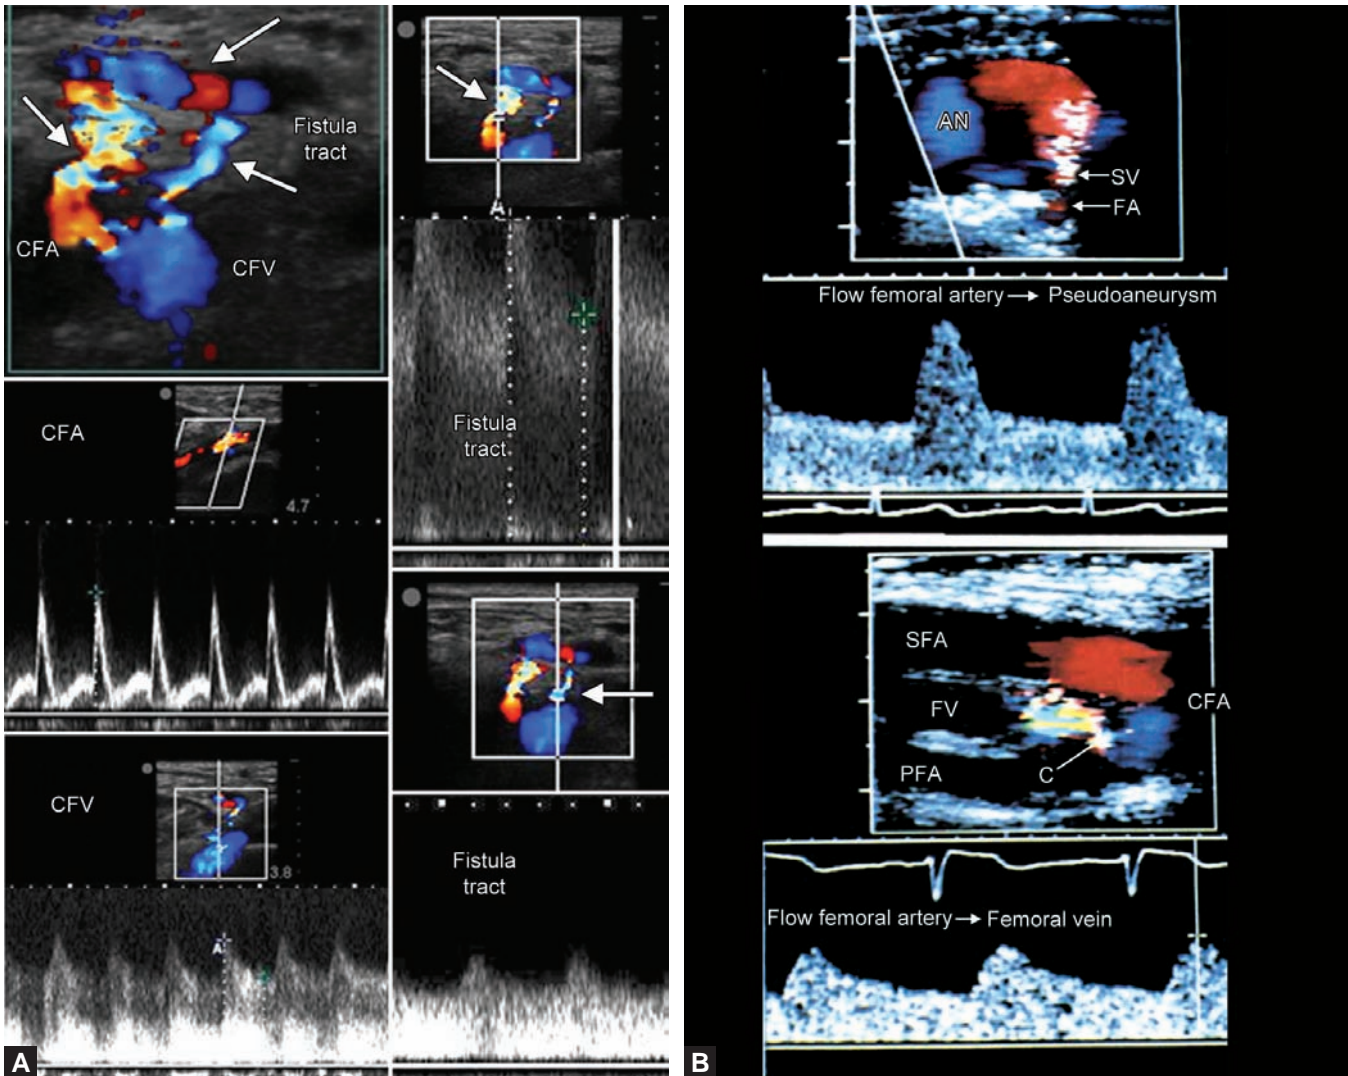 Fistula
tract
CFA
CFV
CFA
4.7
CFV
3.8
A
A
Fistula
tract
Fistula
tract
A
AN
SV
FA
Flow femoral artery → Pseudoaneurysm
SFA
FV
CFA
PFA
C
Flow femoral artery → Femoral vein
B